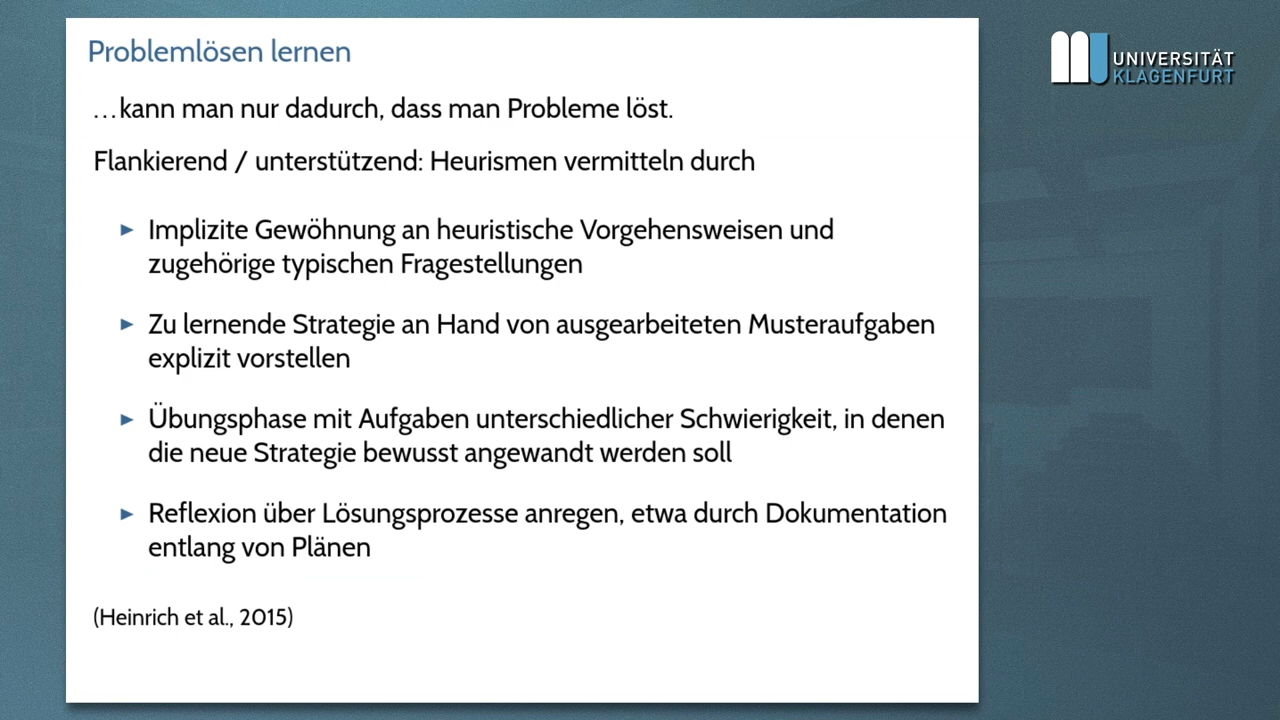 Problemlösen lernen
…kann man nur dadurch, dass man Probleme löst.
Flankierend / unterstützend: Heurismen vermitteln durch
► Implizite Gewöhnung an heuristische Vorgehensweisen und
zugehörige typischen Fragestellungen
► Zu lernende Strategie an Hand von ausgearbeiteten Musteraufgaben
explizit vorstellen
► Übungsphase mit Aufgaben unterschiedlicher Schwierigkeit, in denen
die neue Strategie bewusst angewandt werden soll
► Reflexion über Lösungsprozesse anregen, etwa durch Dokumentation
entlang von Plänen
(Heinrich et al., 2015)
UNIVERSITÄT
KLAGENFURT